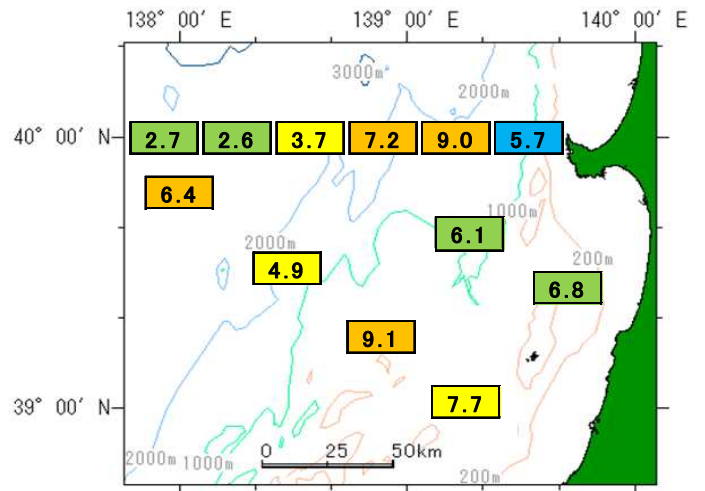 138° 00′ E 139° 00′ E 140° 00′ E
3000m
2000m
40° 00′ N
2.7 2.6 3.7 7.2 9.0 5.7
6.4
1000m
6.1
2000m
200m
4.9
6.8
9.1
39° 00′ N
7.7
0 25 50km
2000m 1000m
200m